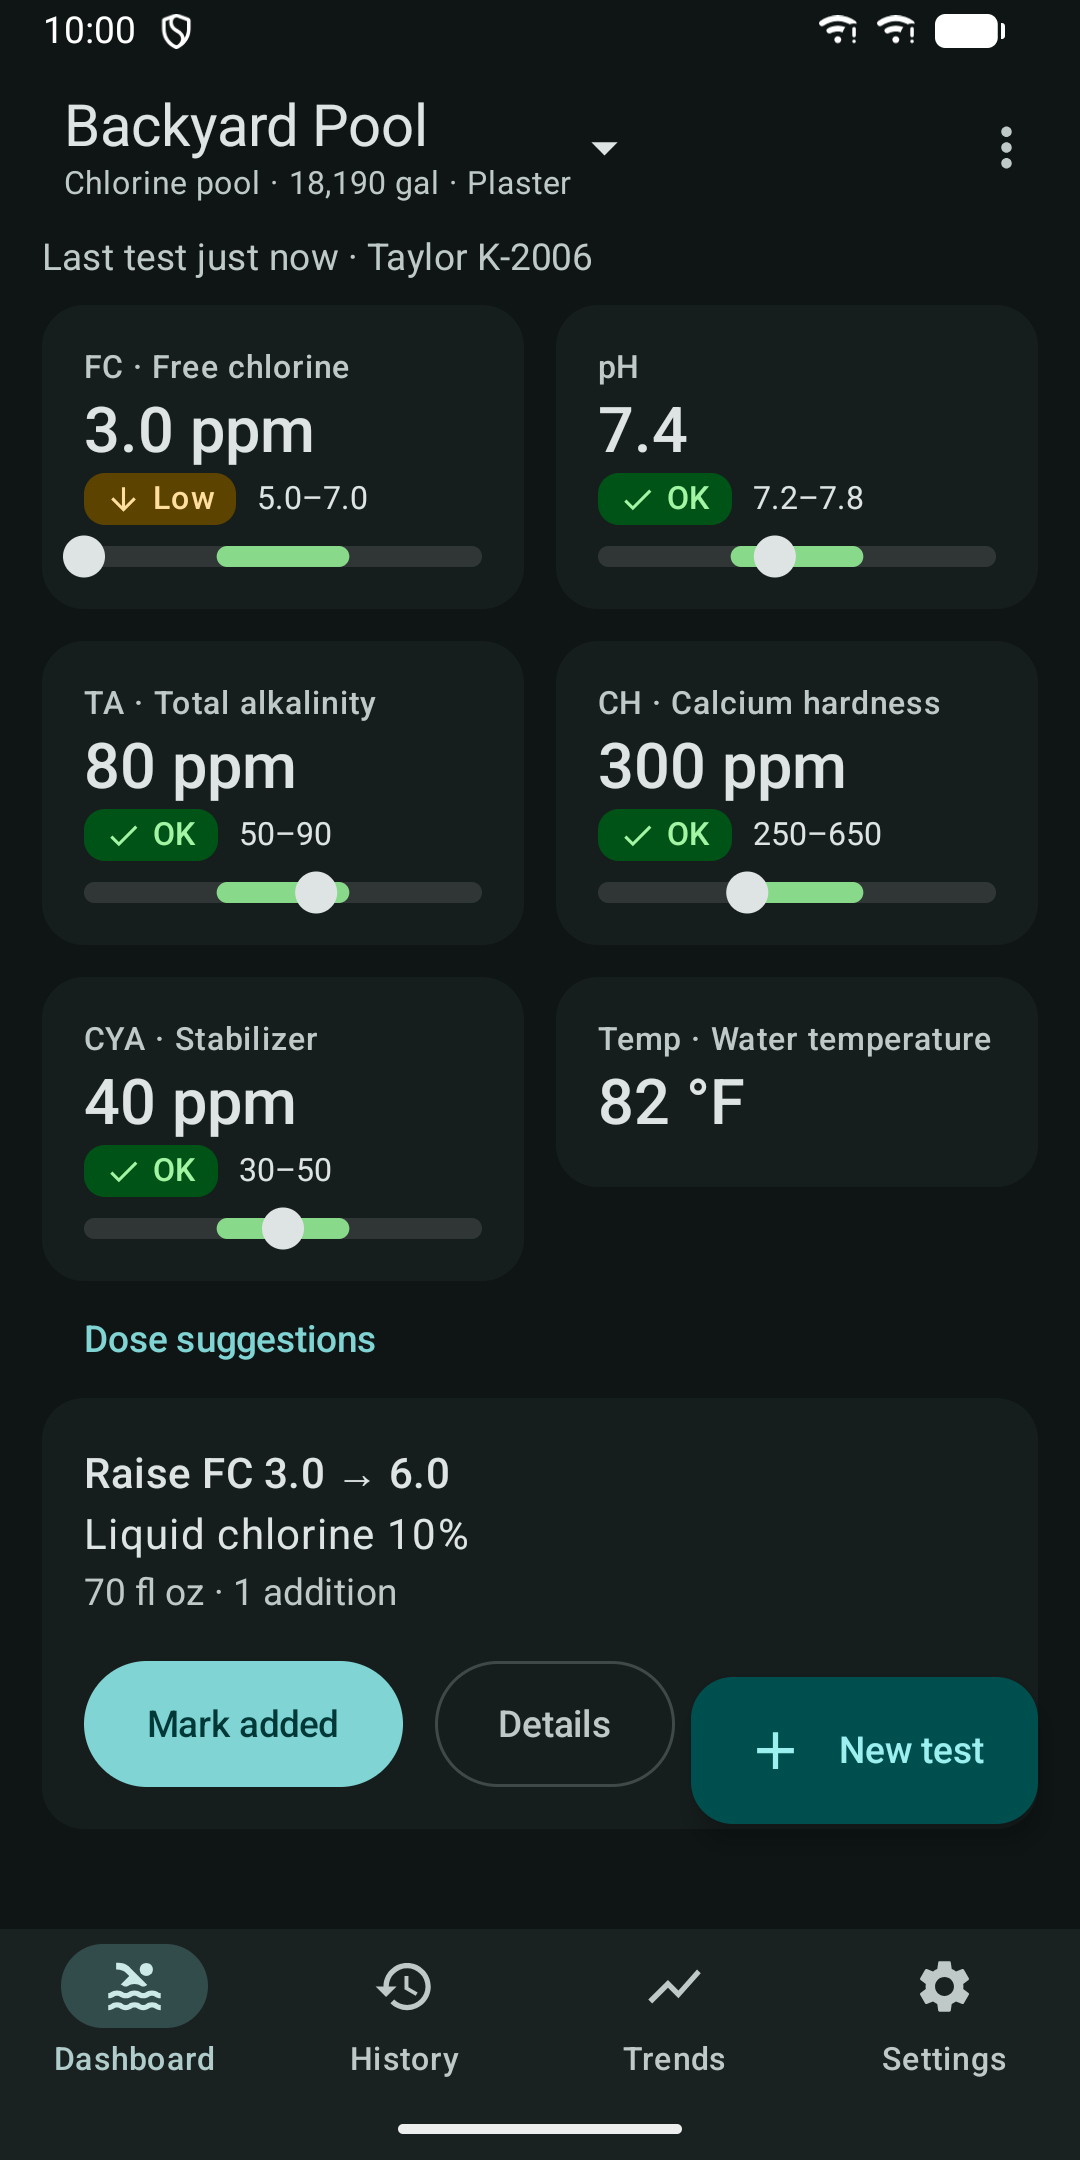 10:00
Backyard Pool
Chlorine pool · 18,190 gal · Plaster
Last test just now · Taylor K-2006
FC · Free chlorine
3.0 ppm
Low 5.0–7.0
pH
7.4
OK 7.2–7.8
TA · Total alkalinity
80 ppm
OK 50–90
CH · Calcium hardness
300 ppm
OK 250–650
CYA · Stabilizer
40 ppm
OK 30–50
Temp · Water temperature
82 °F
Dose suggestions
Raise FC 3.0 → 6.0
Liquid chlorine 10%
70 fl oz · 1 addition
Mark added
Details
New test
Dashboard
History
Trends
Settings